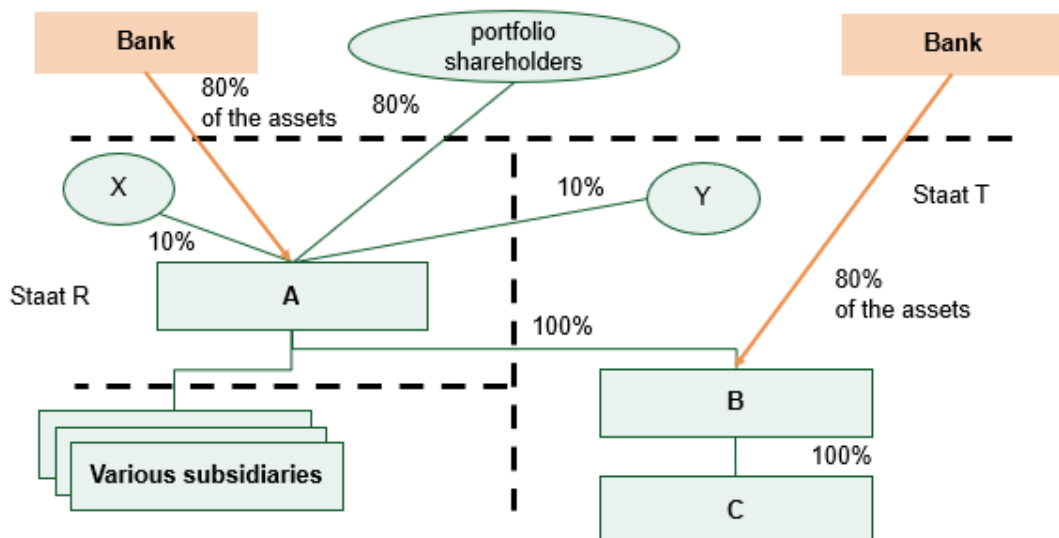 Bank
portfolio
shareholders
Bank
80%
of the assets
80%
X
10%
Y
Staat T
10%
Staat R
A
80%
of the assets
100%
B
Various subsidiaries
100%
C